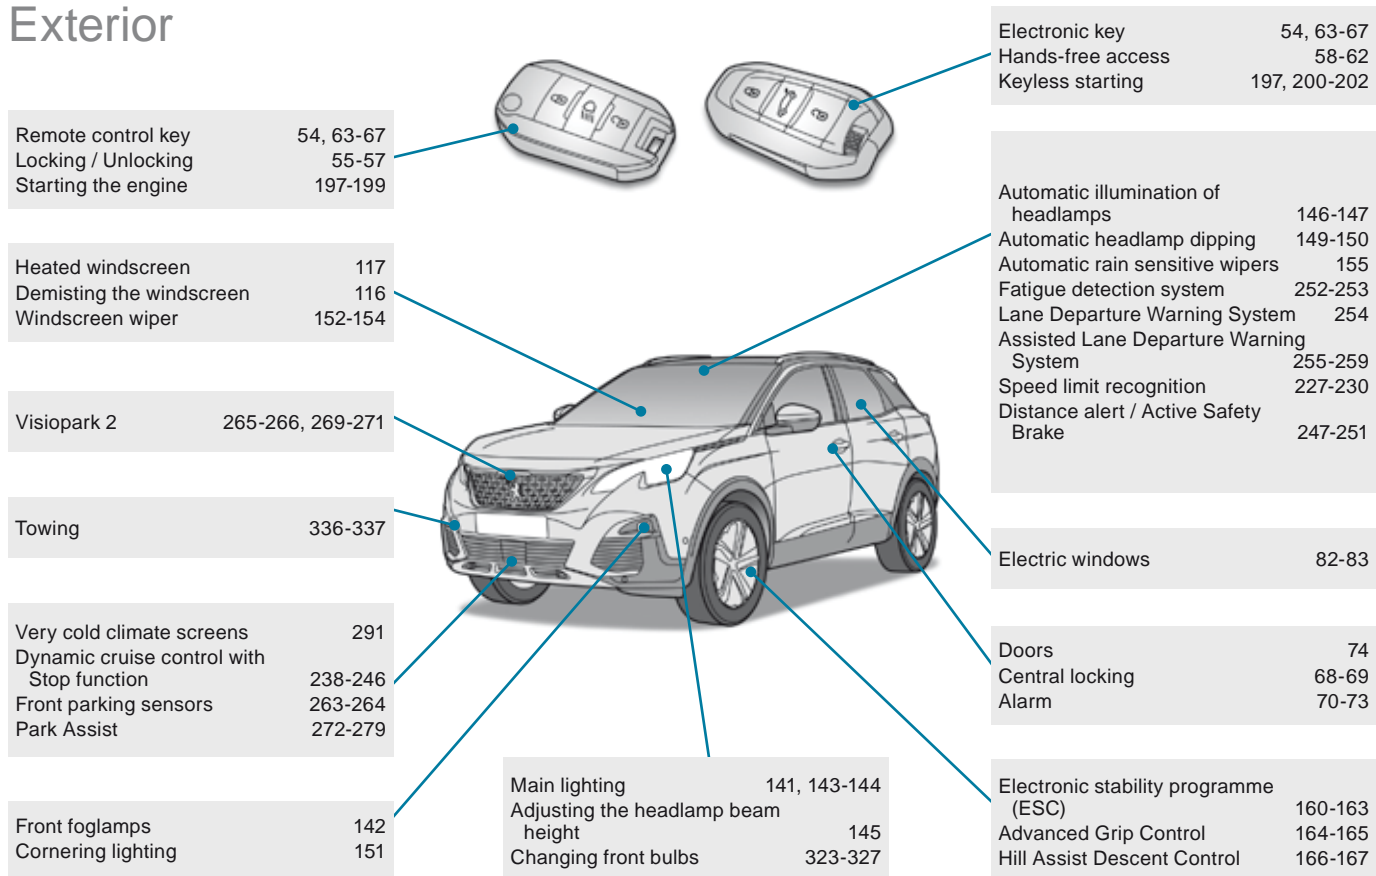 Exterior
Remote control key 54, 63-67
Locking / Unlocking 55-57
Starting the engine 197-199
Heated windscreen 117
Demisting the windscreen 116
Windscreen wiper 152-154
Visiopark 2 265-266, 269-271
Towing 336-337
Very cold climate screens 291
Dynamic cruise control with
Stop function 238-246
Front parking sensors 263-264
Park Assist 272-279
Front foglamps 142
Cornering lighting 151
Main lighting 141, 143-144
Adjusting the headlamp beam
height 145
Changing front bulbs 323-327
Electronic key 54, 63-67
Hands-free access 58-62
Keyless starting 197, 200-202
Automatic illumination of
headlamps 146-147
Automatic headlamp dipping 149-150
Automatic rain sensitive wipers 155
Fatigue detection system 252-253
Lane Departure Warning System 254
Assisted Lane Departure Warning
System 255-259
Speed limit recognition 227-230
Distance alert / Active Safety
Brake 247-251
Electric windows 82-83
Doors 74
Central locking 68-69
Alarm 70-73
Electronic stability programme
(ESC) 160-163
Advanced Grip Control 164-165
Hill Assist Descent Control 166-167